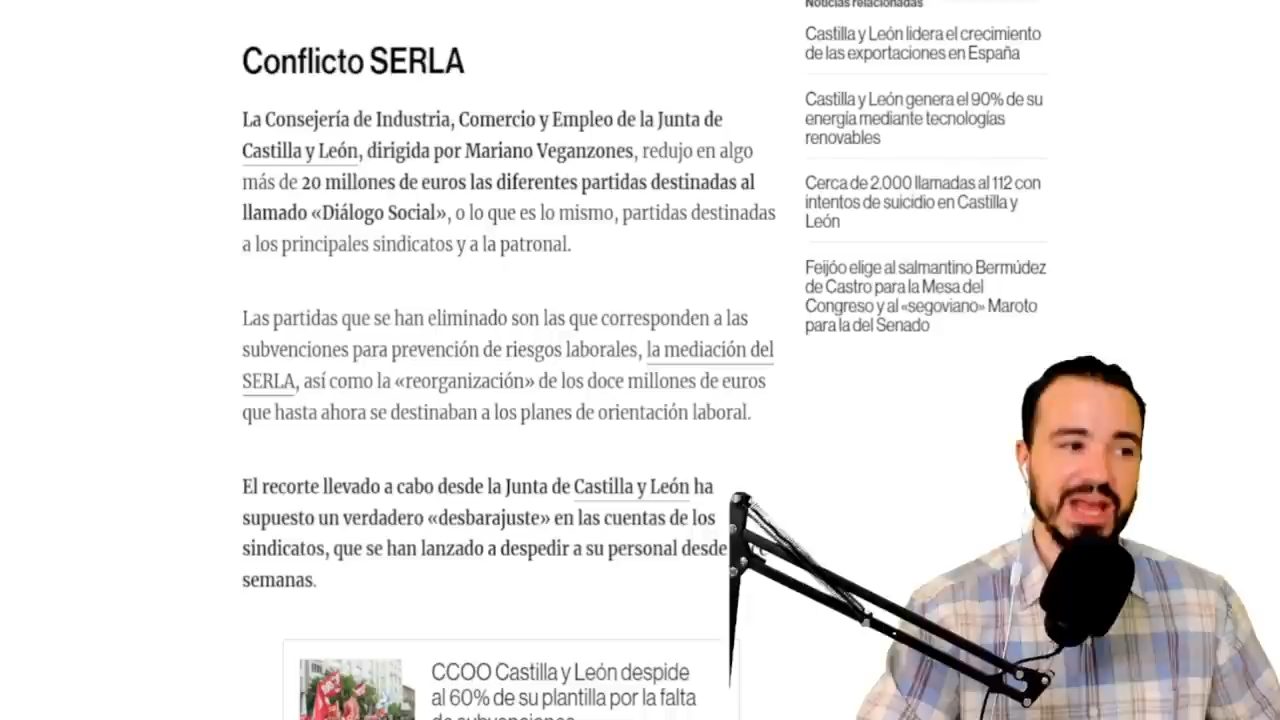 Noticias relacionadas
Conflicto SERLA
La Consejería de Industria, Comercio y Empleo de la Junta de
Castilla y León, dirigida por Mariano Veganzones, redujo en algo
más de 20 millones de euros las diferentes partidas destinadas al
llamado «Diálogo Social», o lo que es lo mismo, partidas destinadas
a los principales sindicatos y a la patronal.
Las partidas que se han eliminado son las que corresponden a las
subvenciones para prevención de riesgos laborales, la mediación del
SERLA, así como la «reorganización» de los doce millones de euros
que hasta ahora se destinaban a los planes de orientación laboral.
El recorte llevado a cabo desde la Junta de Castilla y León ha
supuesto un verdadero «desbarajuste» en las cuentas de los
sindicatos, que se han lanzado a despedir a su personal desde
semanas.
CCOO Castilla y León despide
al 60% de su plantilla por la falta
de subvenciones
Castilla y León lidera el crecimiento
de las exportaciones en España
Castilla y León genera el 90% de su
energía mediante tecnologías
renovables
Cerca de 2.000 llamadas al 112 con
intentos de suicidio en Castilla y
León
Feijóo elige al salmantino Bermúdez
de Castro para la Mesa del
Congreso y al «segoviano» Maroto
para la del Senado